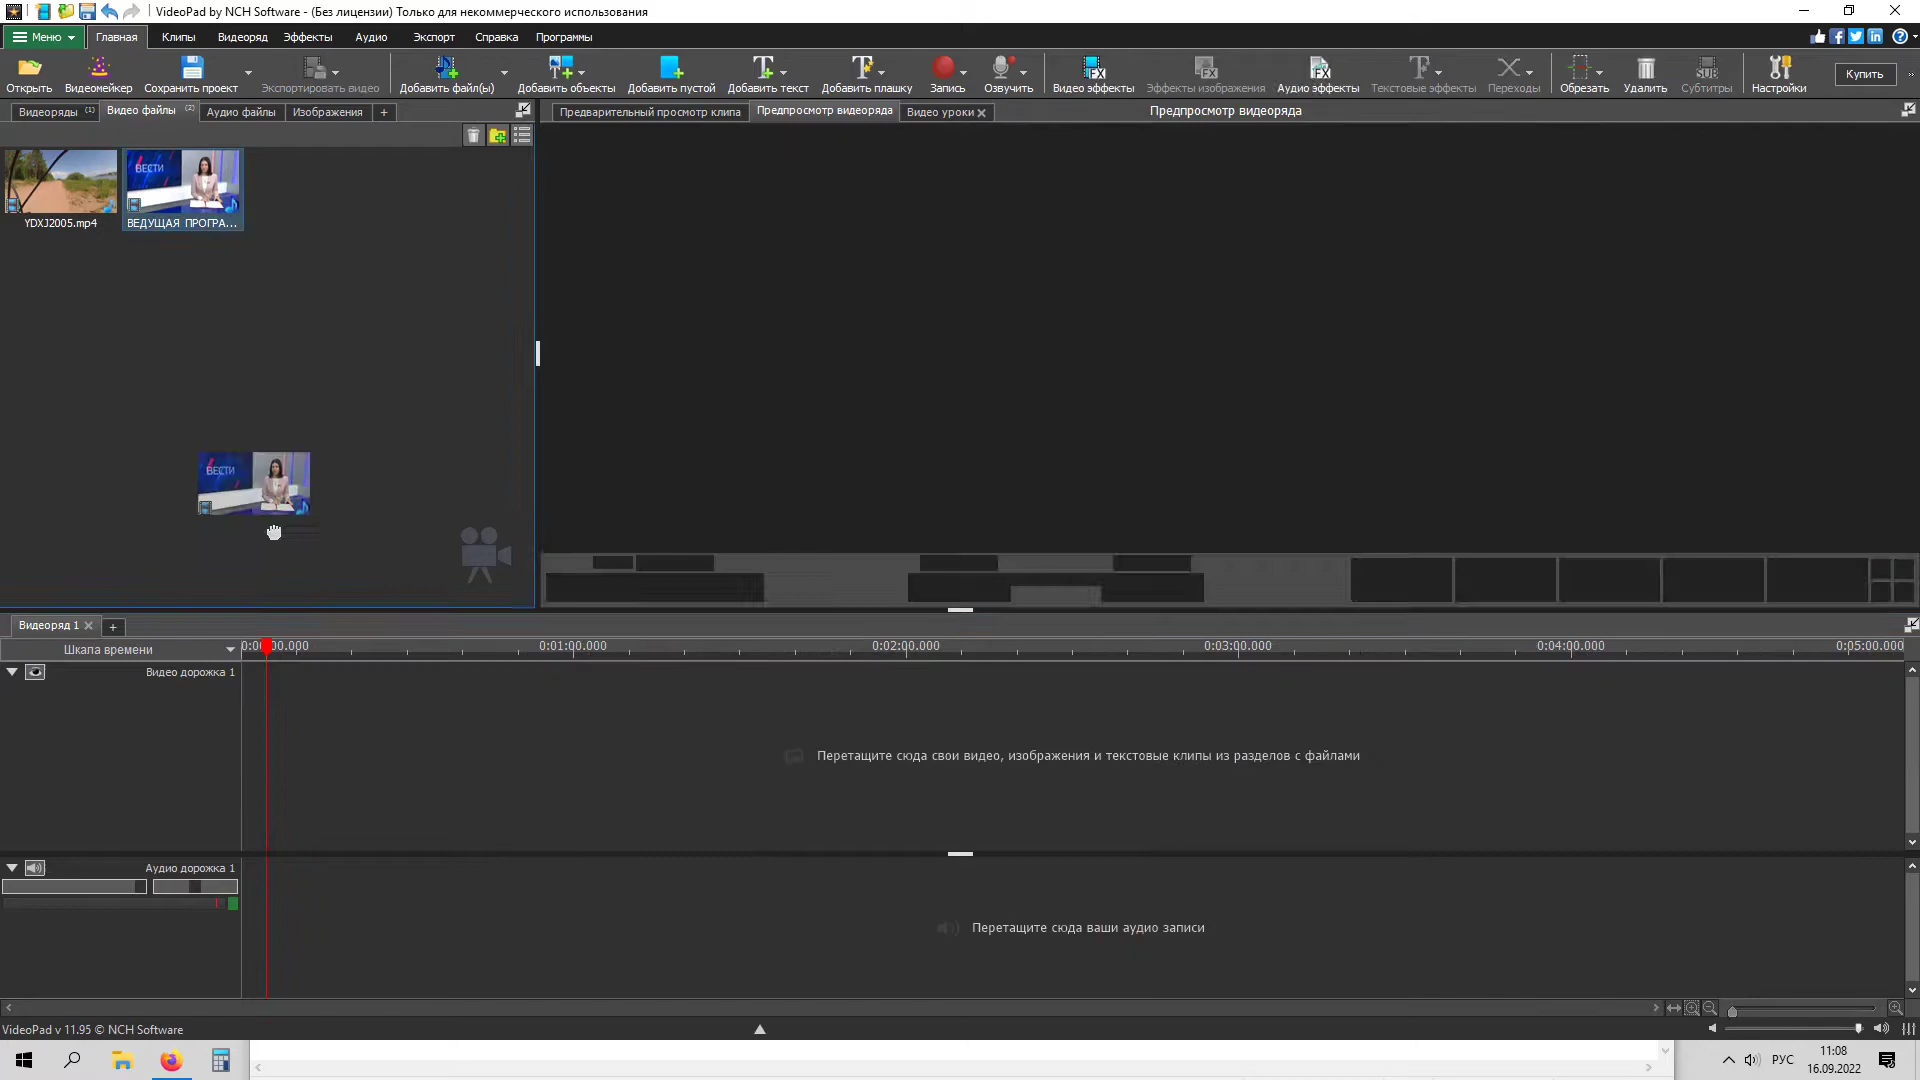 VideoPad by NCH Software - (Без лицензии) Только для некоммерческого использования
Меню Главная Клипы Видеоряд Эффекты Аудио Экспорт Справка Программы
Открыть Видеомейкер Сохранить проект Экспортировать видео Добавить файл(ы) Добавить объекты Добавить пустой Добавить текст Добавить плашку Запись Озвучить Видео эффекты Эффекты изображения Аудио эффекты Текстовые эффекты Переходы Обрезать Удалить Субтитры Настройки Купить
Видеоряды (1) Видео файлы (2) Аудио файлы Изображения +
Предварительный просмотр клипа Предпросмотр видеоряда Видео уроки Предпросмотр видеоряда
ВЕСТИ
YDXJ2005.mp4 ВЕДУЩАЯ ПРОГРА...
ВЕСТИ
Видеоряд 1 +
Шкала времени 0:01:00.000 0:02:00.000 0:03:00.000 0:04:00.000 0:05:00.000
Видео дорожка 1
Перетащите сюда свои видео, изображения и текстовые клипы из разделов с файлами
Аудио дорожка 1
Перетащите сюда ваши аудио записи
VideoPad v 11.95 © NCH Software
РУС
11:08
16.09.2022